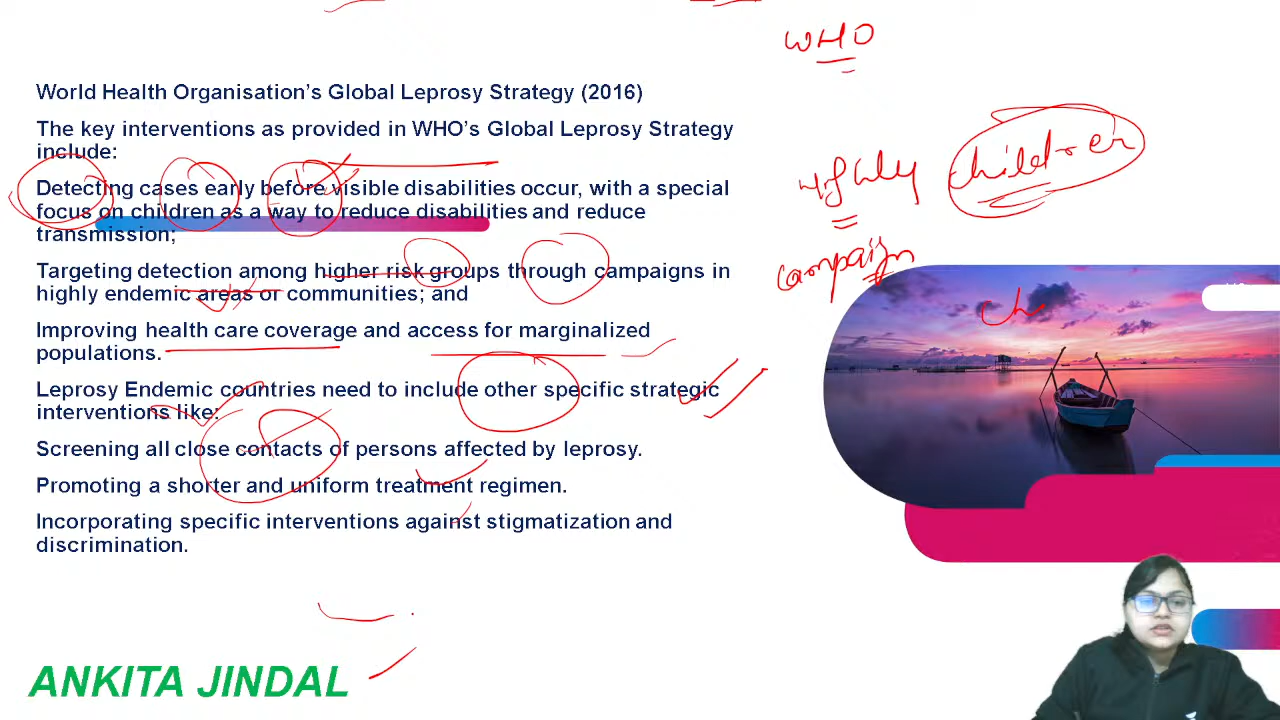 WHO
World Health Organisation's Global Leprosy Strategy (2016)
The key interventions as provided in WHO's Global Leprosy Strategy
include:
Detecting cases early before visible disabilities occur, with a special
focus on children as a way to reduce disabilities and reduce
transmission;
Highly children
campaign
Targeting detection among higher risk groups through campaigns in
highly endemic areas or communities; and
Improving health care coverage and access for marginalized
populations.
Ch
Leprosy Endemic countries need to include other specific strategic
interventions like:
Screening all close contacts of persons affected by leprosy.
Promoting a shorter and uniform treatment regimen.
Incorporating specific interventions against stigmatization and
discrimination.
ANKITA JINDAL